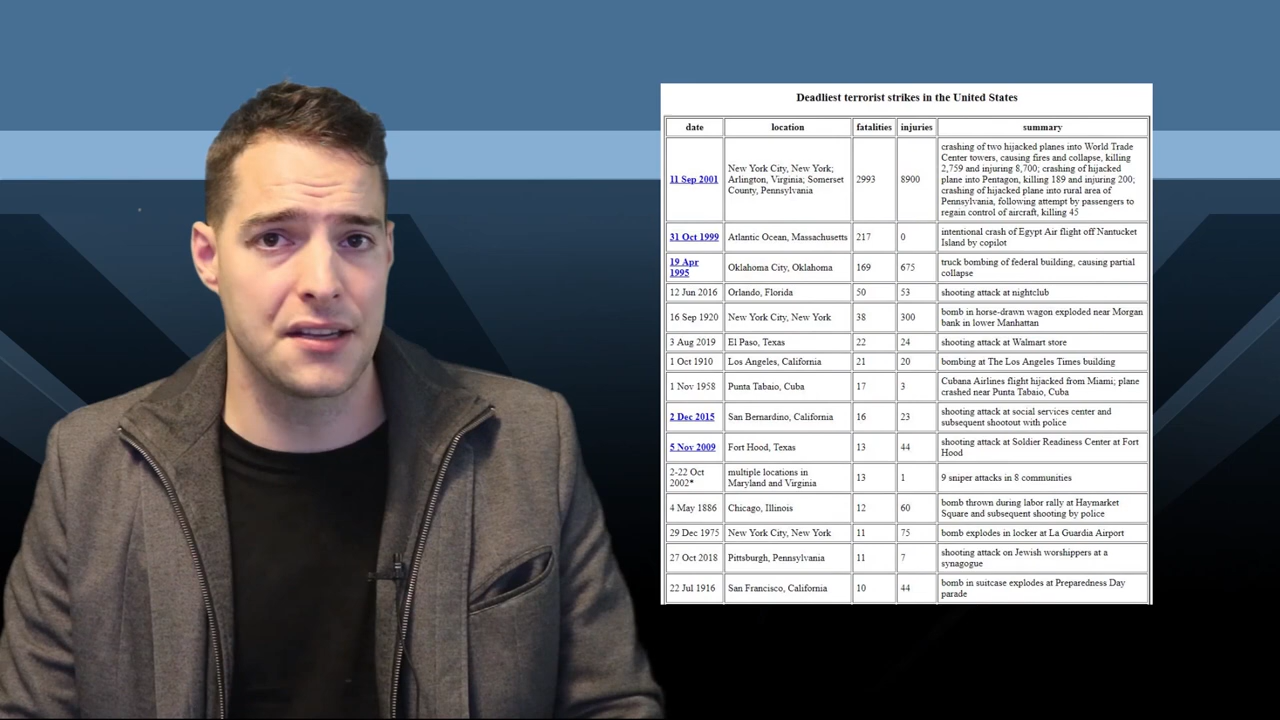 Deadliest terrorist strikes in the United States
date location fatalities injuries summary
11 Sep 2001 New York City, New York; Arlington, Virginia; Somerset County, Pennsylvania 2993 8900 crashing of two hijacked planes into World Trade Center towers, causing fires and collapse, killing 2,759 and injuring 8,700; crashing of hijacked plane into Pentagon, killing 189 and injuring 200; crashing of hijacked plane into rural area of Pennsylvania, following attempt by passengers to regain control of aircraft, killing 45
31 Oct 1999 Atlantic Ocean, Massachusetts 217 0 intentional crash of Egypt Air flight off Nantucket Island by copilot
19 Apr 1995 Oklahoma City, Oklahoma 169 675 truck bombing of federal building, causing partial collapse
12 Jun 2016 Orlando, Florida 50 53 shooting attack at nightclub
16 Sep 1920 New York City, New York 38 300 bomb in horse-drawn wagon exploded near Morgan bank in lower Manhattan
3 Aug 2019 El Paso, Texas 22 24 shooting attack at Walmart store
1 Oct 1910 Los Angeles, California 21 20 bombing at The Los Angeles Times building
1 Nov 1958 Punta Tabaio, Cuba 17 3 Cubana Airlines flight hijacked from Miami; plane crashed near Punta Tabaio, Cuba
2 Dec 2015 San Bernardino, California 16 23 shooting attack at social services center and subsequent shootout with police
5 Nov 2009 Fort Hood, Texas 13 44 shooting attack at Soldier Readiness Center at Fort Hood
2-22 Oct 2002* multiple locations in Maryland and Virginia 13 1 9 sniper attacks in 8 communities
4 May 1886 Chicago, Illinois 12 60 bomb thrown during labor rally at Haymarket Square and subsequent shooting by police
29 Dec 1975 New York City, New York 11 75 bomb explodes in locker at La Guardia Airport
27 Oct 2018 Pittsburgh, Pennsylvania 11 7 shooting attack on Jewish worshippers at a synagogue
22 Jul 1916 San Francisco, California 10 44 bomb in suitcase explodes at Preparedness Day parade